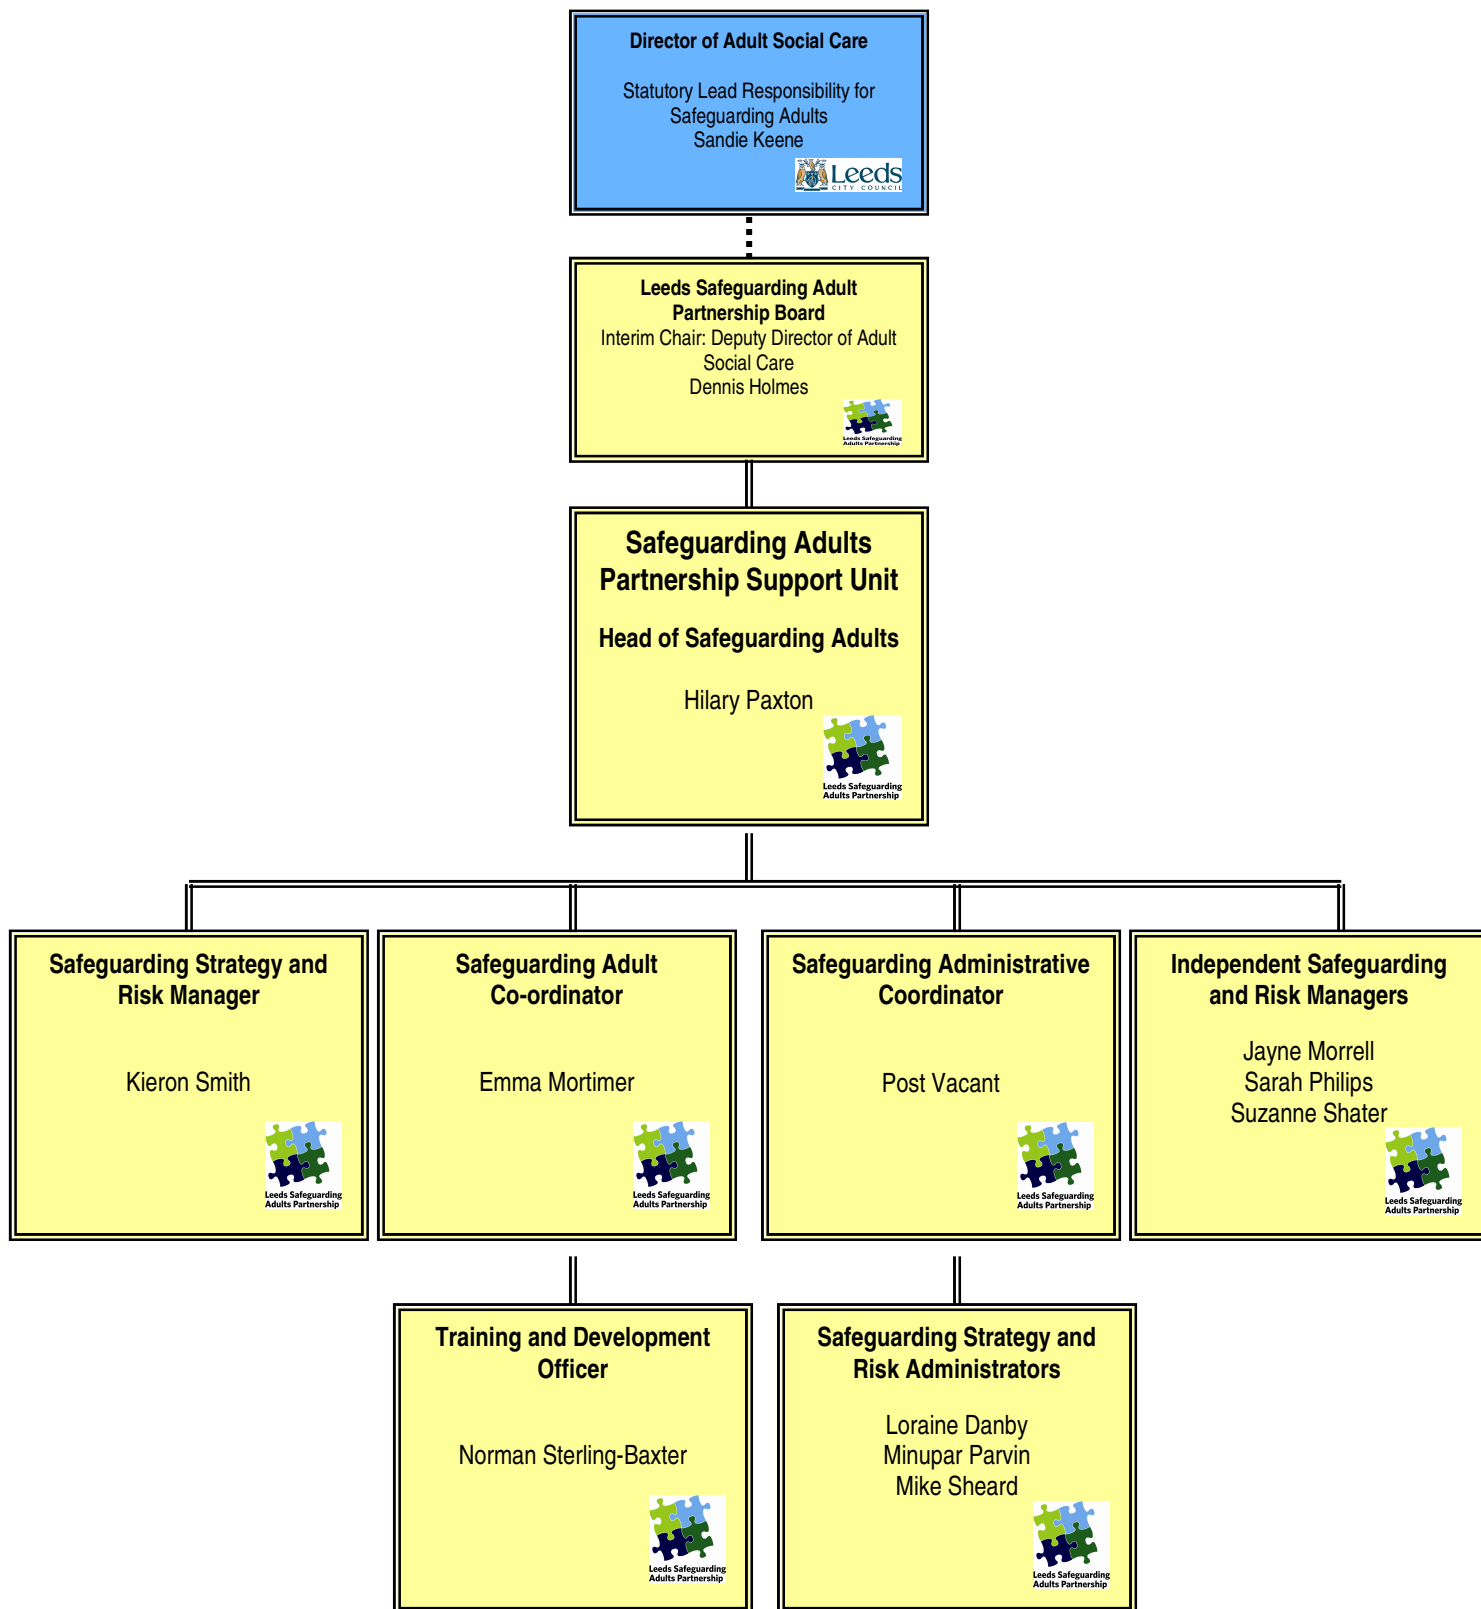 Director of Adult Social Care
Statutory Lead Responsibility for
Safeguarding Adults
Sandie Keene
Leeds
CITY COUNCIL
Leeds Safeguarding Adult
Partnership Board
Interim Chair: Deputy Director of Adult
Social Care
Dennis Holmes
Leeds Safeguarding
Adults Partnership
Safeguarding Adults
Partnership Support Unit
Head of Safeguarding Adults
Hilary Paxton
Leeds Safeguarding
Adults Partnership
Safeguarding Strategy and
Risk Manager
Kieron Smith
Leeds Safeguarding
Adults Partnership
Safeguarding Adult
Co-ordinator
Emma Mortimer
Leeds Safeguarding
Adults Partnership
Safeguarding Administrative
Coordinator
Post Vacant
Leeds Safeguarding
Adults Partnership
Independent Safeguarding
and Risk Managers
Jayne Morrell
Sarah Philips
Suzanne Shater
Leeds Safeguarding
Adults Partnership
Training and Development
Officer
Norman Sterling-Baxter
Leeds Safeguarding
Adults Partnership
Safeguarding Strategy and
Risk Administrators
Loraine Danby
Minupar Parvin
Mike Sheard
Leeds Safeguarding
Adults Partnership